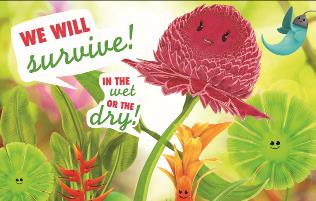 WE WILL
survive!
IN THE
wet
OR THE
dry!